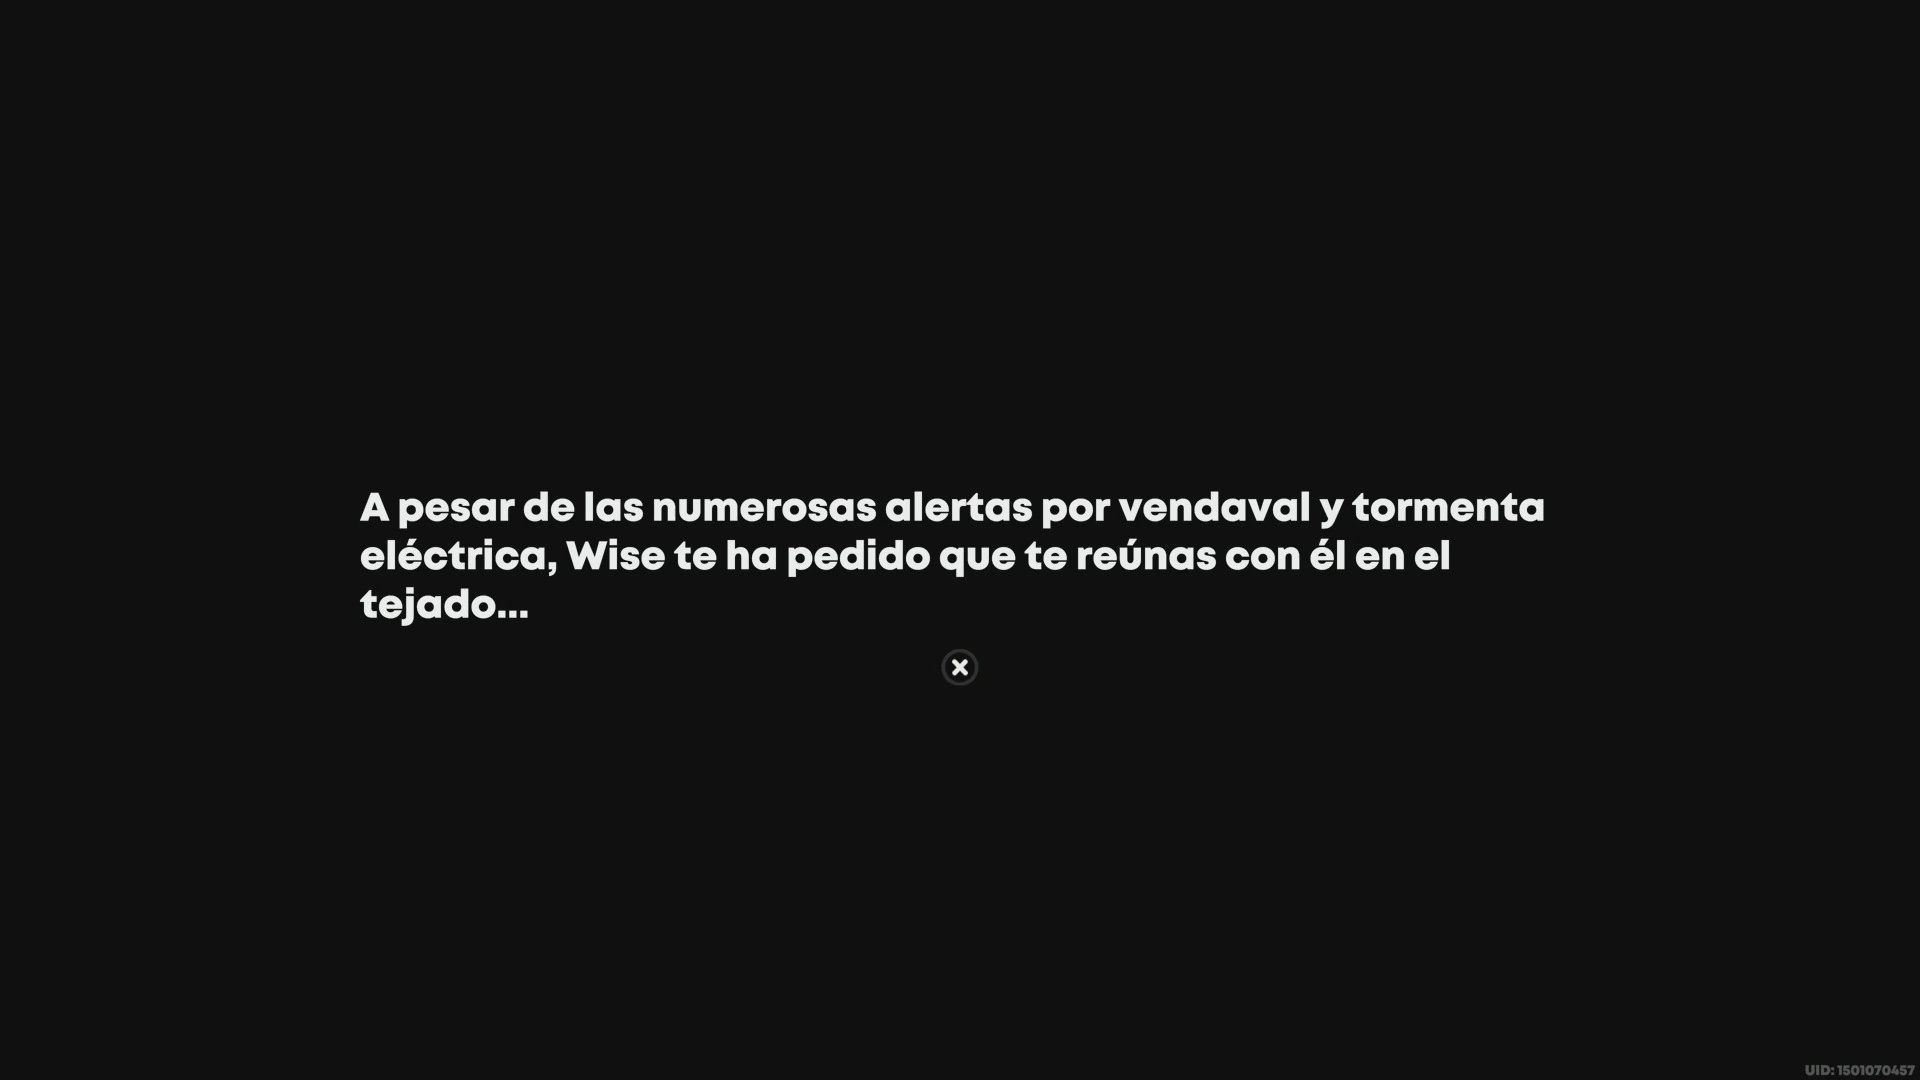 A pesar de las numerosas alertas por vendaval y tormenta
eléctrica, Wise te ha pedido que te reúnas con él en el
tejado...
UID: 1501070457